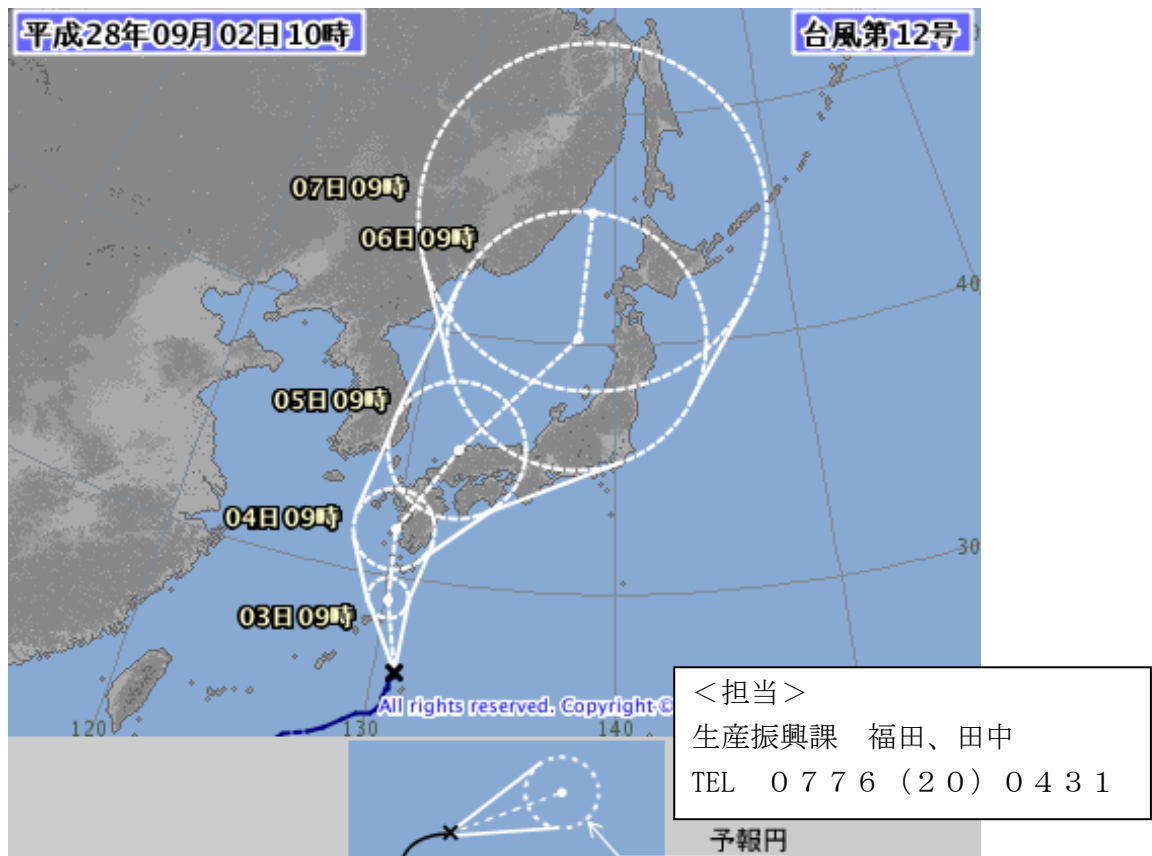 平成28年09月02日10時
台風第12号
07日09時
06日09時
40
05日09時
04日09時
30
03日09時
All rights reserved. Copyright ©
120
130
140
＜担当＞
生産振興課　福田、田中
TEL　０７７６（２０）０４３１
予報円